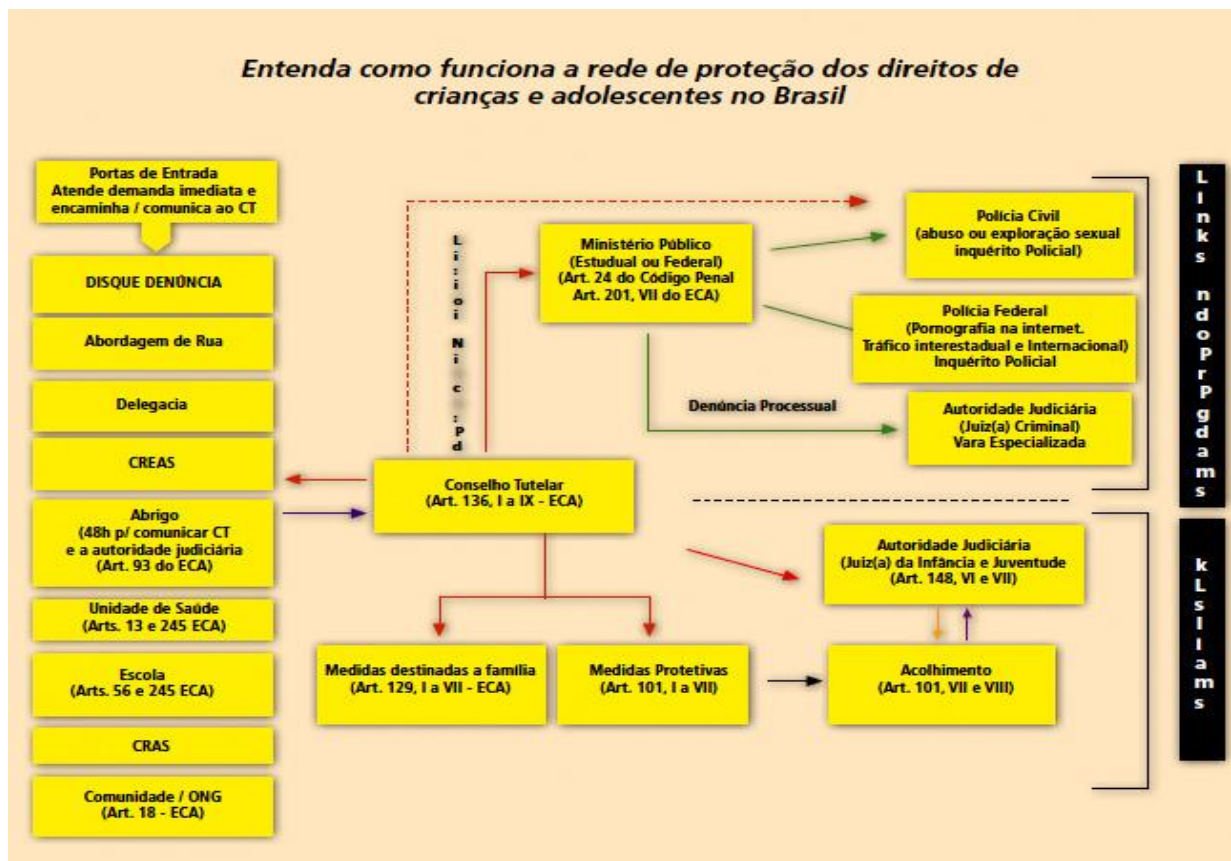 Entenda como funciona a rede de proteção dos direitos de
crianças e adolescentes no Brasil
Portas de Entrada
Atende demanda imediata e
encaminha / comunica ao CT
DISQUE DENÚNCIA
Abordagem de Rua
Delegacia
CREAS
Abrigo
(48h p/ comunicar CT
e a autoridade judiciária
(Art. 93 do ECA)
Unidade de Saúde
(Arts. 13 e 245 ECA)
Escola
(Arts. 56 e 245 ECA)
CRAS
Comunidade / ONG
(Art. 18 - ECA)
Conselho Tutelar
(Art. 136, I a IX - ECA)
Ministério Público
(Estudual ou Federal)
(Art. 24 do Código Penal
Art. 201, VII do ECA)
Polícia Civil
(abuso ou exploração sexual
inquérito Policial)
Polícia Federal
(Pornografia na internet.
Tráfico interestadual e Internacional)
Inquérito Policial
Denúncia Processual
Autoridade Judiciária
(Juiz(a) Criminal)
Vara Especializada
Autoridade Judiciária
(Juiz(a) da Infância e Juventude
(Art. 148, VI e VII)
Medidas destinadas a família
(Art. 129, I a VII - ECA)
Medidas Protetivas
(Art. 101, I a VII)
Acolhimento
(Art. 101, VII e VIII)